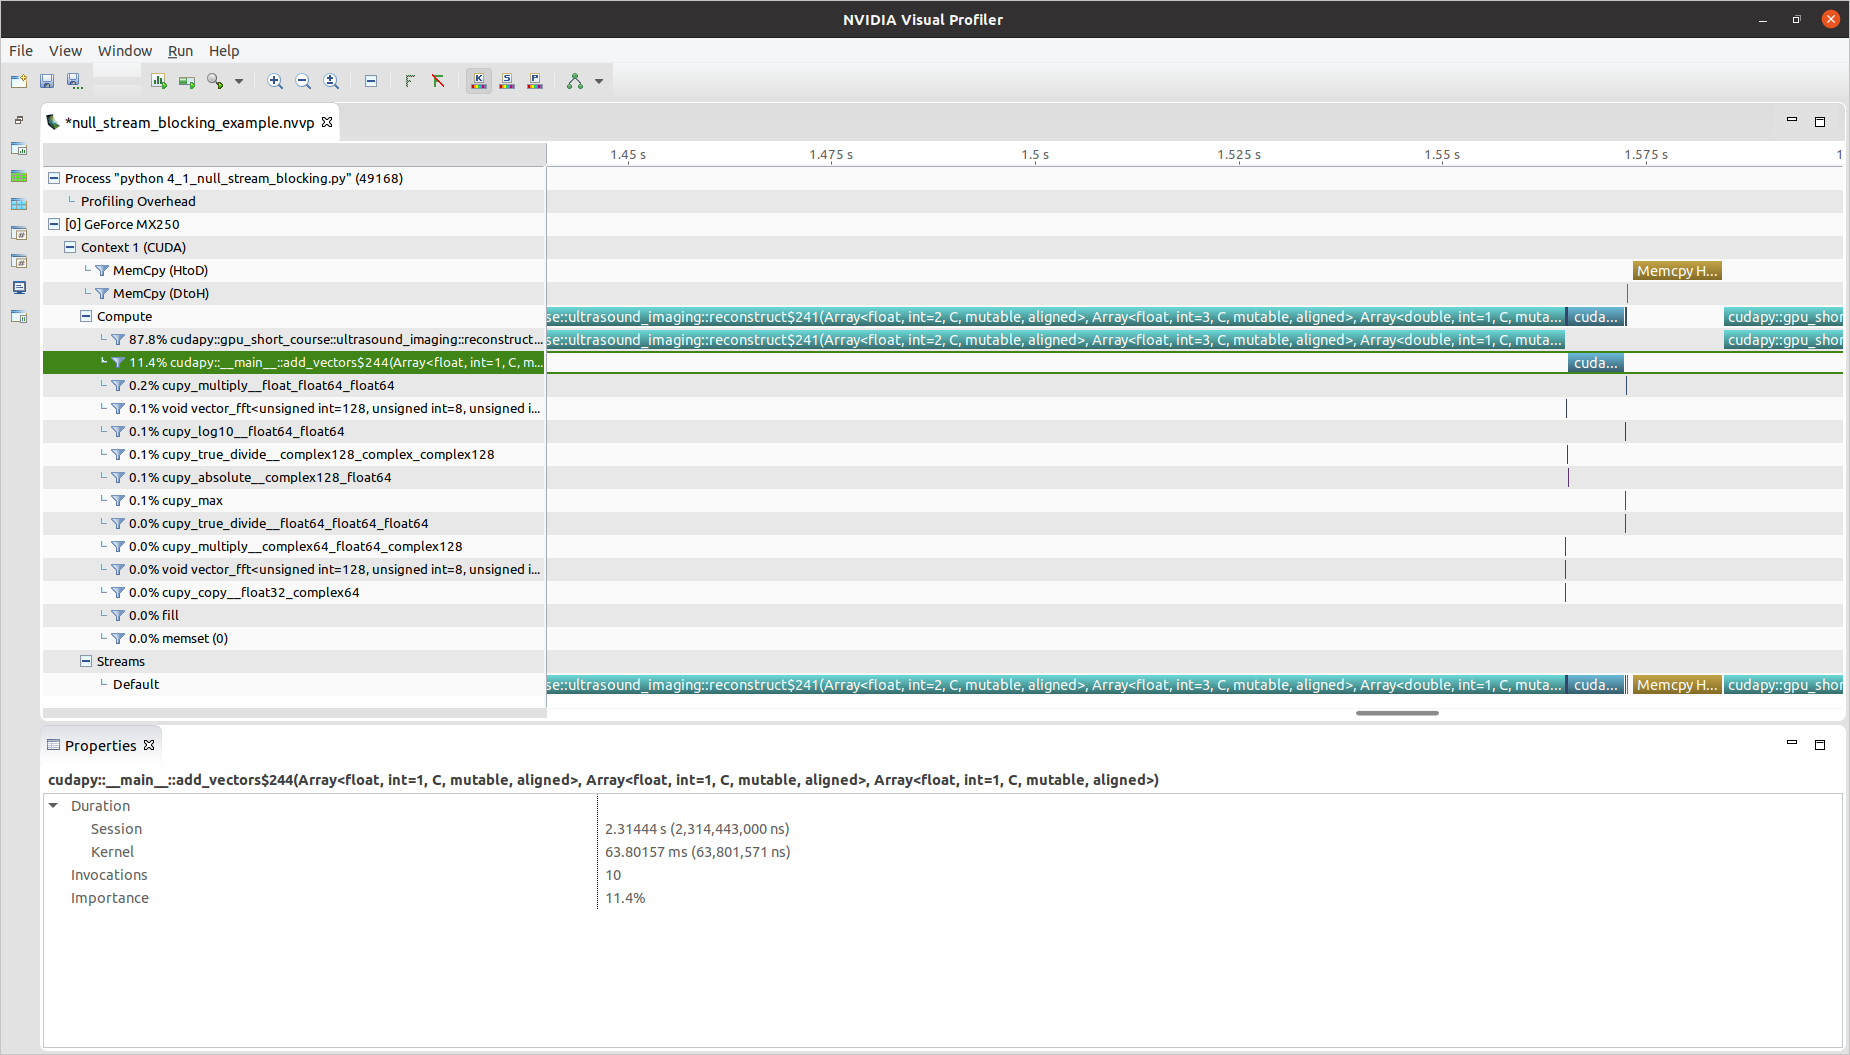 NVIDIA Visual Profiler
File View Window Run Help
*null_stream_blocking_example.nvvp
1.45 s 1.475 s 1.5 s 1.525 s 1.55 s 1.575 s 1
Process "python 4_1_null_stream_blocking.py" (49168)
Profiling Overhead
[0] GeForce MX250
Context 1 (CUDA)
MemCpy (HtoD) Memcpy H...
MemCpy (DtoH)
Compute se::ultrasound_imaging::reconstruct$241(Array<float, int=2, C, mutable, aligned>, Array<float, int=3, C, mutable, aligned>, Array<double, int=1, C, muta... cuda... cudapy::gpu_shor
87.8% cudapy::gpu_short_course::ultrasound_imaging::reconstruct... se::ultrasound_imaging::reconstruct$241(Array<float, int=2, C, mutable, aligned>, Array<float, int=3, C, mutable, aligned>, Array<double, int=1, C, muta... cudapy::gpu_shor
11.4% cudapy::__main__::add_vectors$244(Array<float, int=1, C, m... cuda...
0.2% cupy_multiply__float_float64_float64
0.1% void vector_fft<unsigned int=128, unsigned int=8, unsigned i...
0.1% cupy_log10__float64_float64
0.1% cupy_true_divide__complex128_complex_complex128
0.1% cupy_absolute__complex128_float64
0.1% cupy_max
0.0% cupy_true_divide__float64_float64_float64
0.0% cupy_multiply__complex64_float64_complex128
0.0% void vector_fft<unsigned int=128, unsigned int=8, unsigned i...
0.0% cupy_copy__float32_complex64
0.0% fill
0.0% memset (0)
Streams
Default se::ultrasound_imaging::reconstruct$241(Array<float, int=2, C, mutable, aligned>, Array<float, int=3, C, mutable, aligned>, Array<double, int=1, C, muta... cuda... Memcpy H... cudapy::gpu_shor
Properties
cudapy::__main__::add_vectors$244(Array<float, int=1, C, mutable, aligned>, Array<float, int=1, C, mutable, aligned>, Array<float, int=1, C, mutable, aligned>)
Duration
Session 2.31444 s (2,314,443,000 ns)
Kernel 63.80157 ms (63,801,571 ns)
Invocations 10
Importance 11.4%